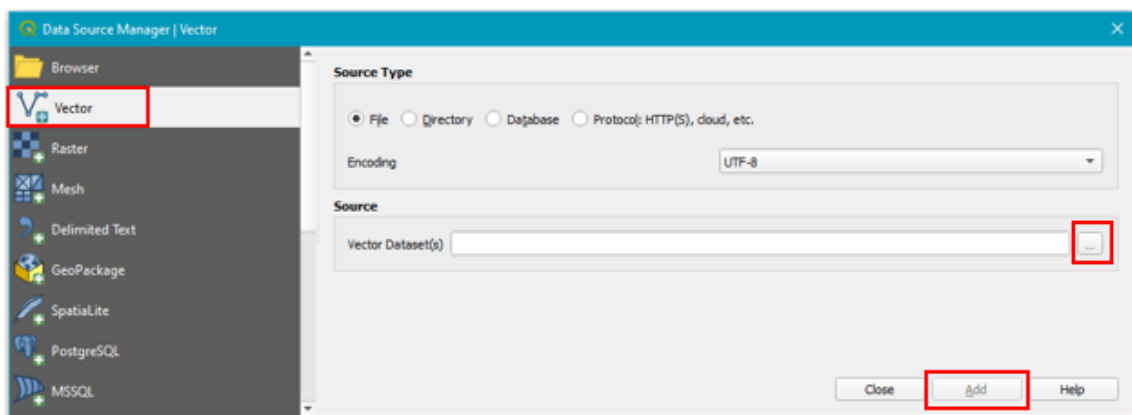 Data Source Manager | Vector
Browser
Vector
Raster
Mesh
Delimited Text
GeoPackage
SpatiaLite
PostgreSQL
MSSQL
Source Type
File Directory Database Protocol: HTTP(S), cloud, etc.
Encoding UTF-8
Source
Vector Dataset(s) ...
Close Add Help